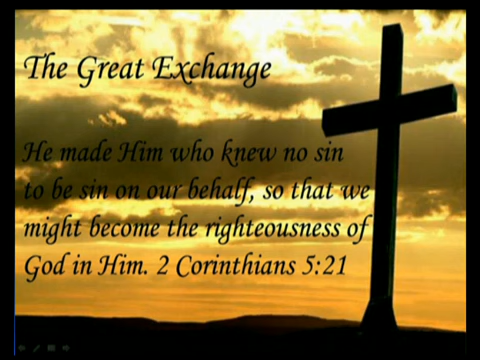 The Great Exchange
He made Him who knew no sin
to be sin on our behalf, so that we
might become the righteousness of
God in Him. 2 Corinthians 5:21